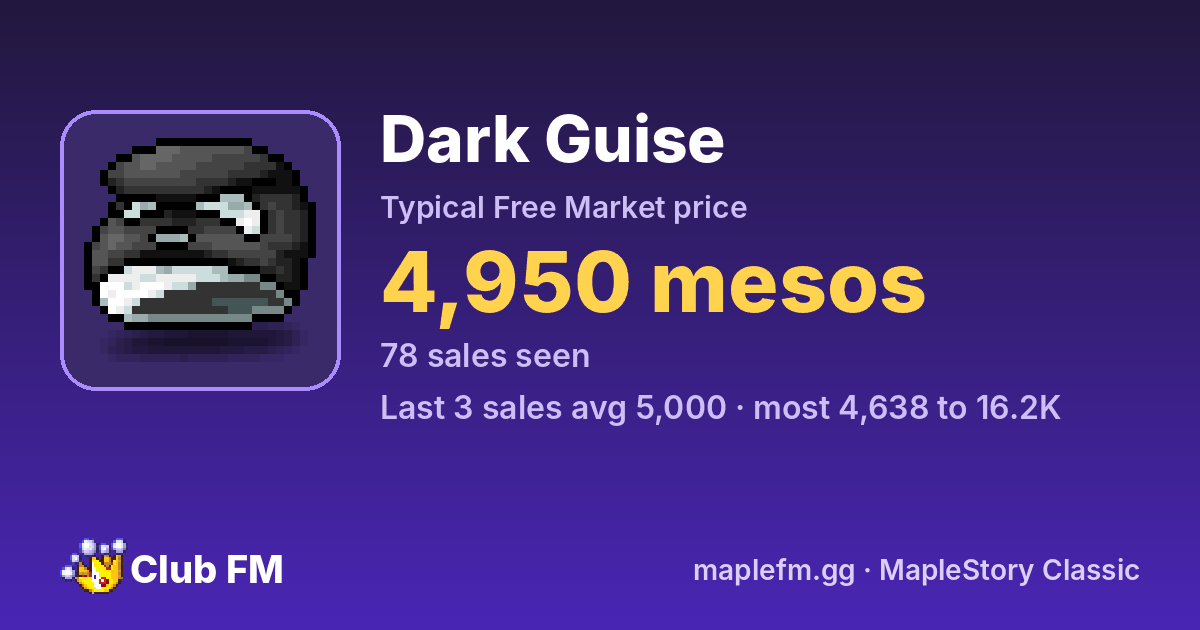 Dark Guise
Typical Free Market price
4,950 mesos
78 sales seen
Last 3 sales avg 5,000 · most 4,638 to 16.2K
Club FM
maplefm.gg · MapleStory Classic